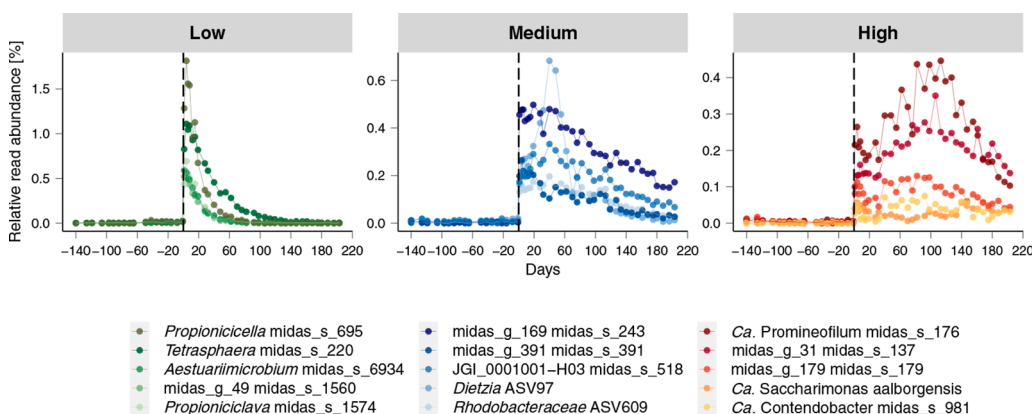 Low Medium High
Relative read abundance [%]
1.5
1.0
0.5
0.0
0.6
0.4
0.2
0.0
0.4
0.3
0.2
0.1
0.0
−140 −100 −60 −20 20 60 100 140 180 220
−140 −100 −60 −20 20 60 100 140 180 220
−140 −100 −60 −20 20 60 100 140 180 220
Days
Propionicicella midas_s_695
Tetrasphaera midas_s_220
Aestuariimicrobium midas_s_6934
midas_g_49 midas_s_1560
Propioniciclava midas_s_1574
midas_g_169 midas_s_243
midas_g_391 midas_s_391
JGI_0001001−H03 midas_s_518
Dietzia ASV97
Rhodobacteraceae ASV609
Ca. Promineofilum midas_s_176
midas_g_31 midas_s_137
midas_g_179 midas_s_179
Ca. Saccharimonas aalborgensis
Ca. Contendobacter midas_s_981